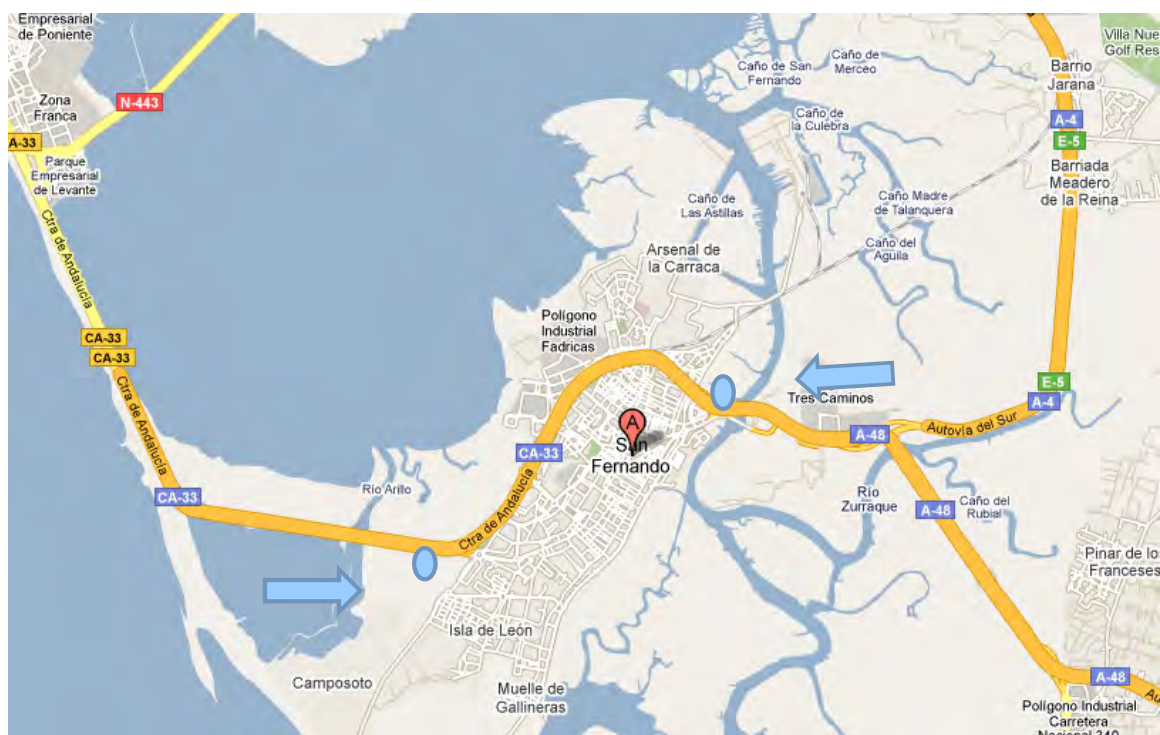 Empresarial
de Poniente
N-443
Zona
Franca
A-33
Parque
Empresarial
de Levante
Ctra de Andalucía
CA-33
CA-33
Ctra de Andalucía
CA-33
Río Arillo
Ctra de Andalucía
CA-33
Camposoto
Isla de León
Muelle de
Gallineras
A
San
Fernando
Polígono
Industrial
Fadricas
Arsenal de
la Carraca
Caño de
Las Astillas
Caño de San
Fernando
Caño de
Merceo
Caño de
la Culebra
Caño Madre
de Talanquera
Caño del
Aguila
Villa Nue
Golf Res
Barrio
Jarana
A-4
E-5
Barriada
Meadero
de la Reina
E-5
A-4
Autovía del Sur
Tres Caminos
A-48
Río
Zurraque
A-48
Caño del
Rubial
Pinar de los
Franceses
A-48
Au
Polígono Industrial
Carretera
Nacional 340